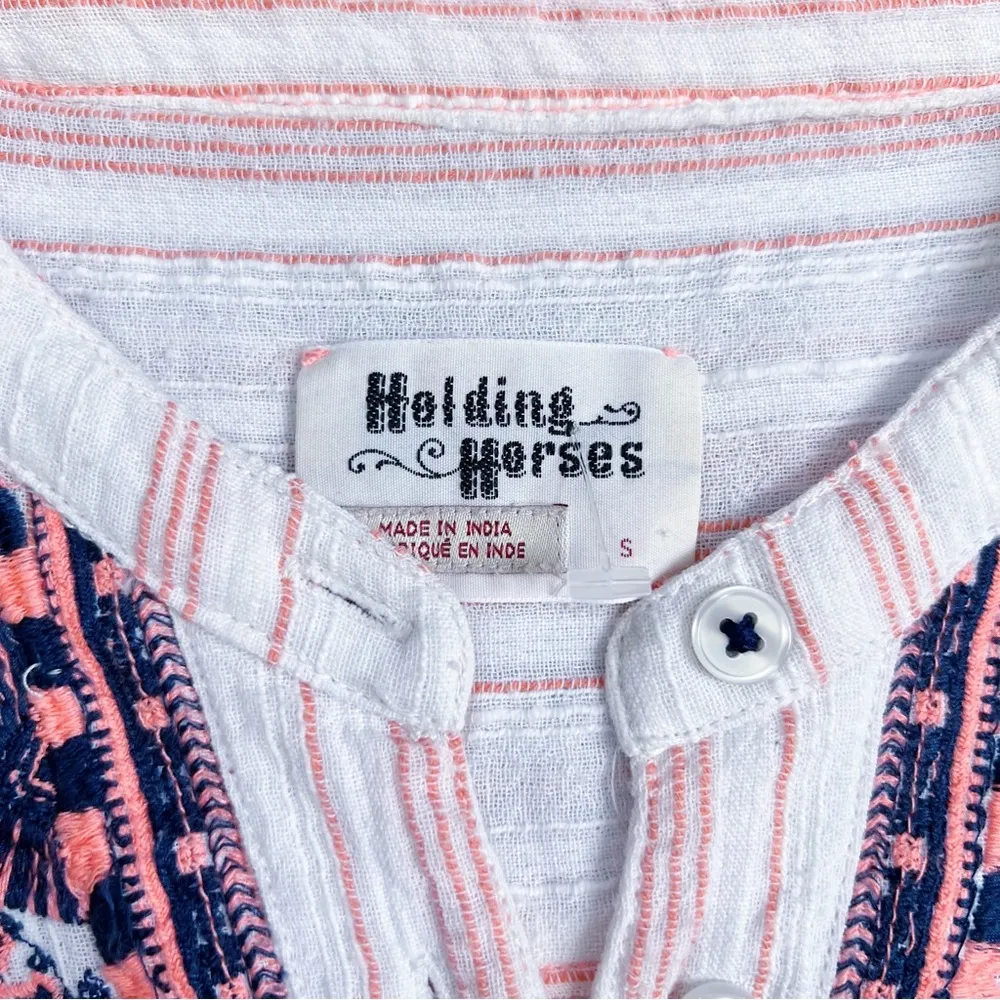 Holding
Horses
MADE IN INDIA
EN INDE
S